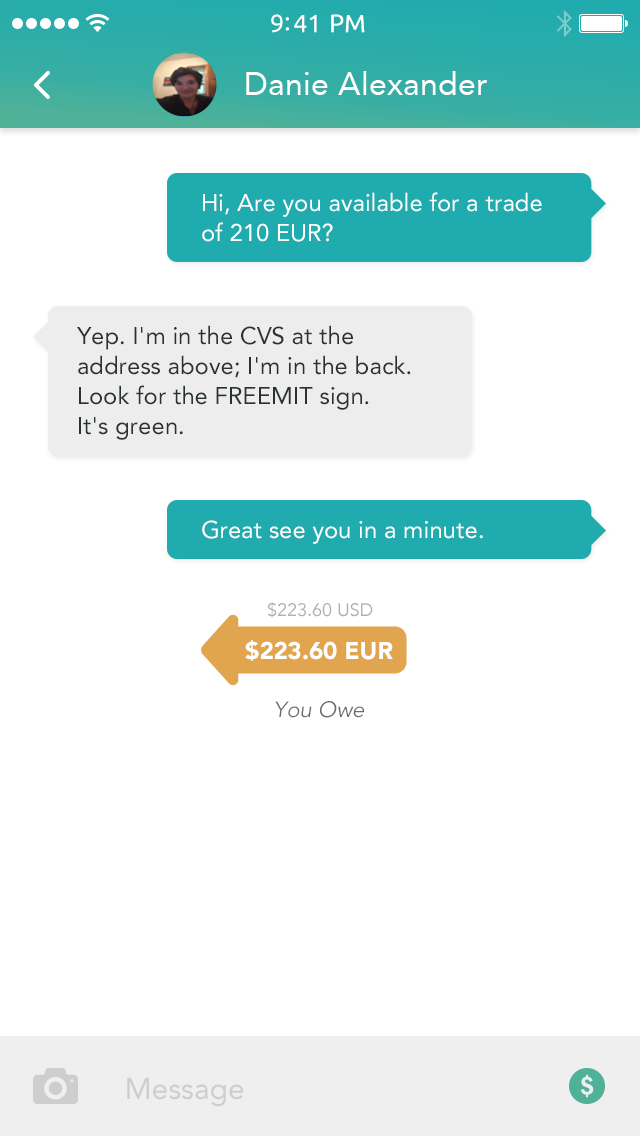 9:41 PM
Danie Alexander
Hi, Are you available for a trade
of 210 EUR?
Yep. I'm in the CVS at the
address above; I'm in the back.
Look for the FREEMIT sign.
It's green.
Great see you in a minute.
$223.60 USD
$223.60 EUR
You Owe
Message
$